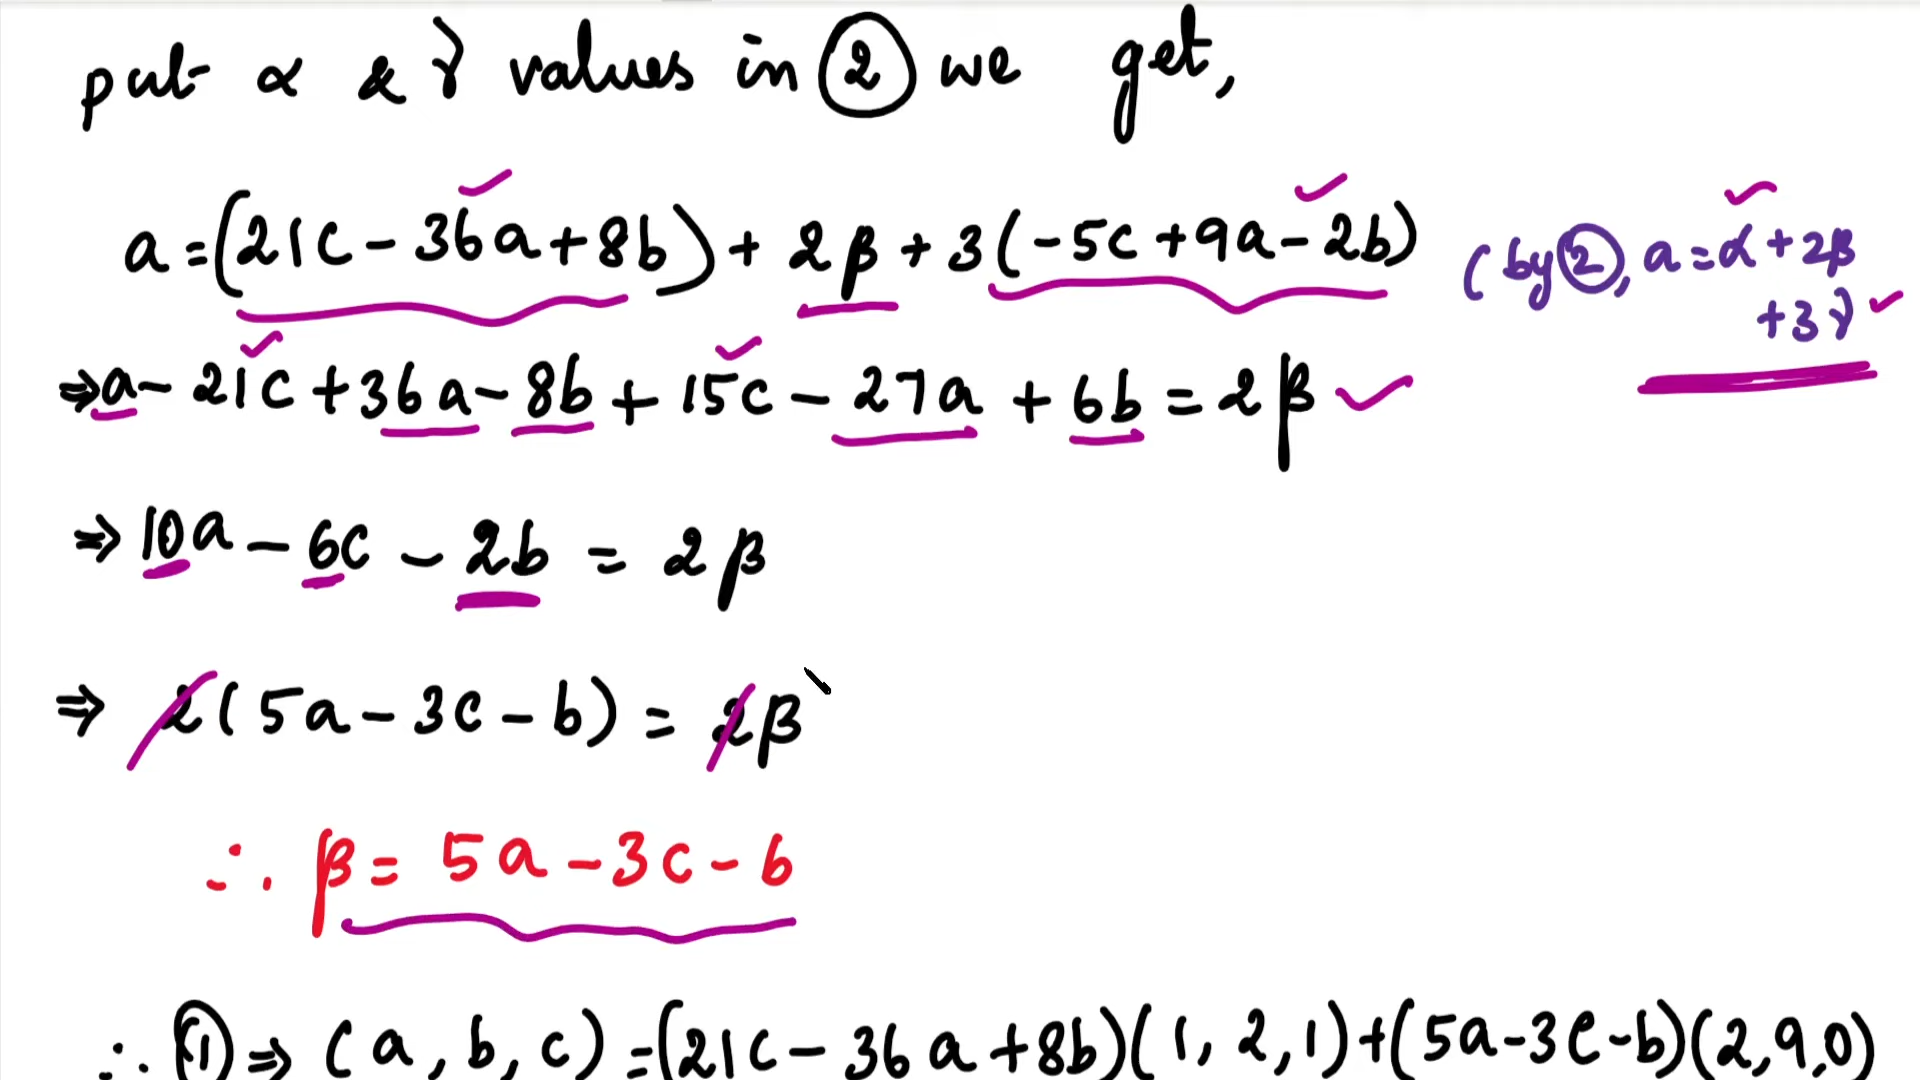 put α & γ values in ② we get,
a = (21c - 36a + 8b) + 2β + 3(-5c + 9a - 2b)
(by ②, a = α + 2β
+ 3γ
⇒ a - 21c + 36a - 8b + 15c - 27a + 6b = 2β
⇒ 10a - 6c - 2b = 2β
⇒ 2(5a - 3c - b) = 2β
∴ β = 5a - 3c - b
∴ ① ⇒ (a, b, c) = (21c - 36a + 8b)(1, 2, 1) + (5a - 3c - b)(2, 9, 0)